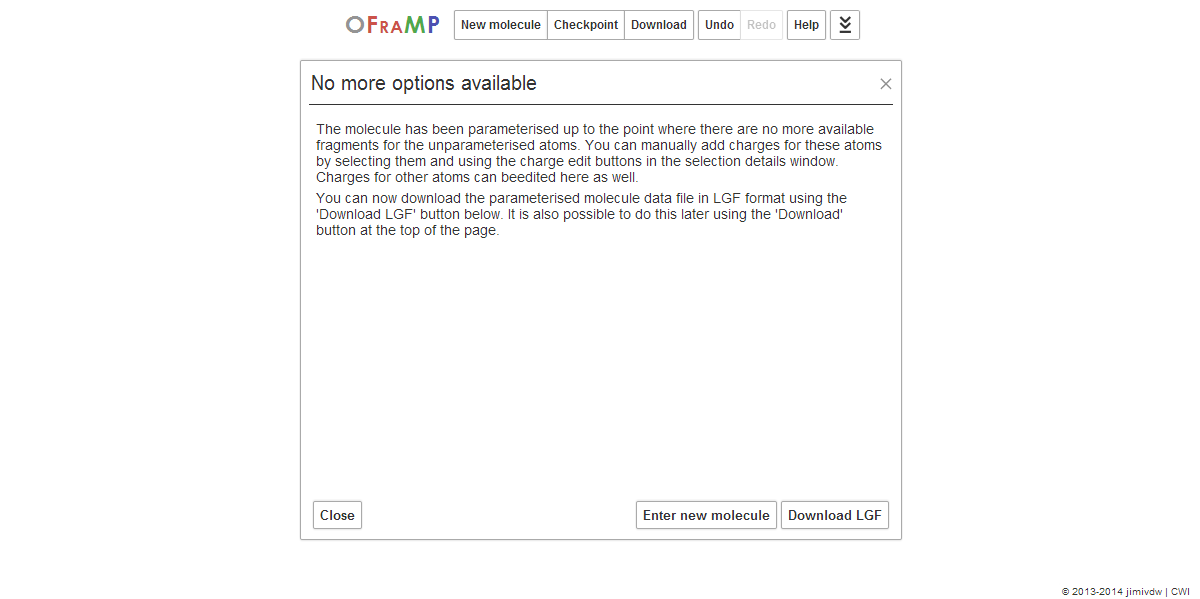 OFRAMP New molecule Checkpoint Download Undo Redo Help
No more options available
The molecule has been parameterised up to the point where there are no more available
fragments for the unparameterised atoms. You can manually add charges for these atoms
by selecting them and using the charge edit buttons in the selection details window.
Charges for other atoms can beedited here as well.
You can now download the parameterised molecule data file in LGF format using the
'Download LGF' button below. It is also possible to do this later using the 'Download'
button at the top of the page.
Close Enter new molecule Download LGF
© 2013-2014 jimivdw | CWI